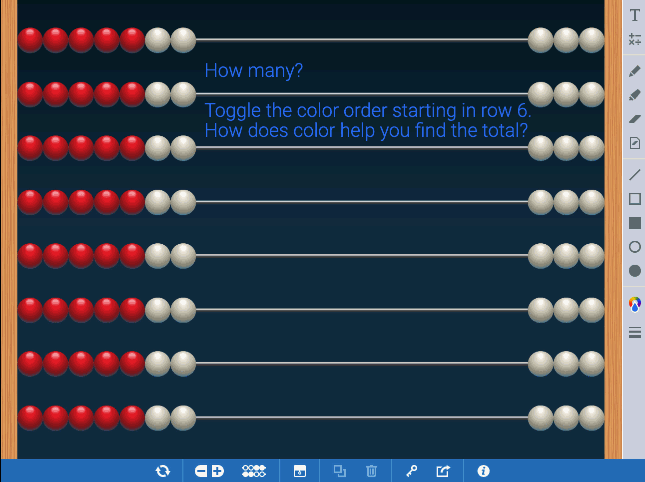 How many?
Toggle the color order starting in row 6.
How does color help you find the total?
T